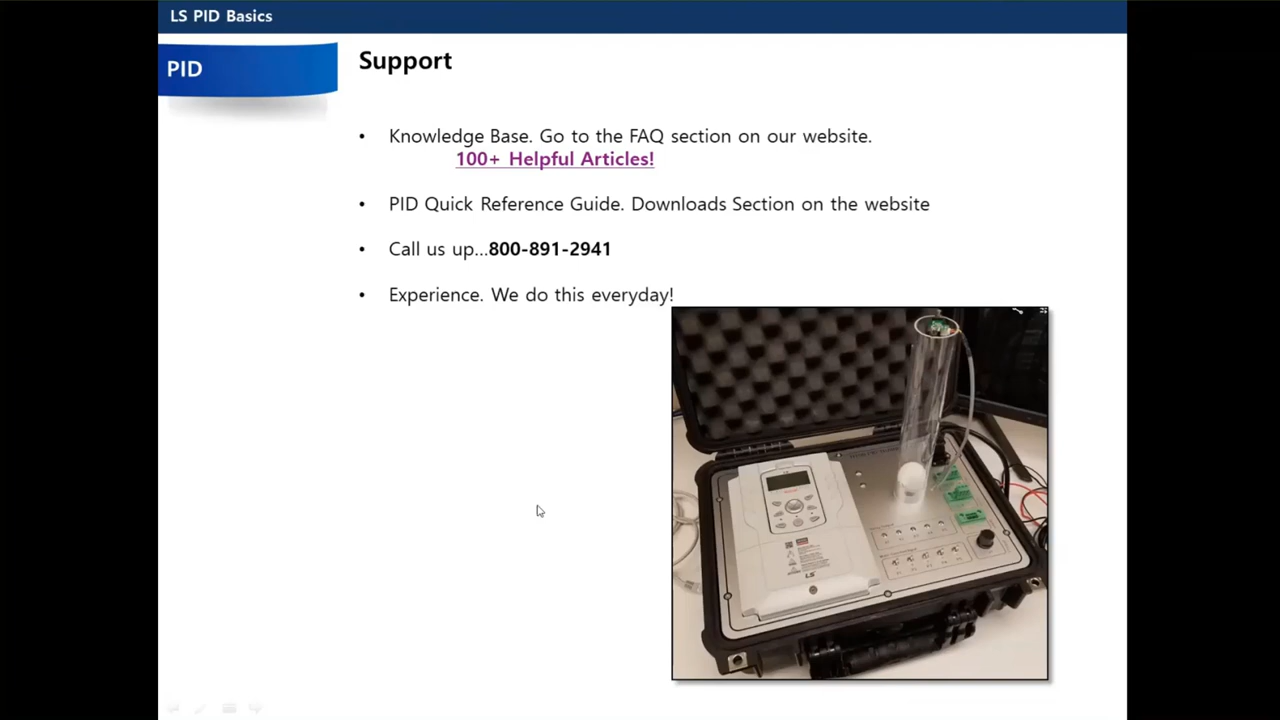 LS PID Basics
PID
Support
• Knowledge Base. Go to the FAQ section on our website.
100+ Helpful Articles!
• PID Quick Reference Guide. Downloads Section on the website
• Call us up...800-891-2941
• Experience. We do this everyday!
LS